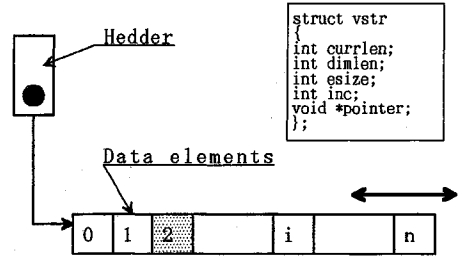 Hedder
struct vstr
{
int currlen;
int dimlen;
int esize;
int inc;
void *pointer;
};
Data elements
0 1 2 i n